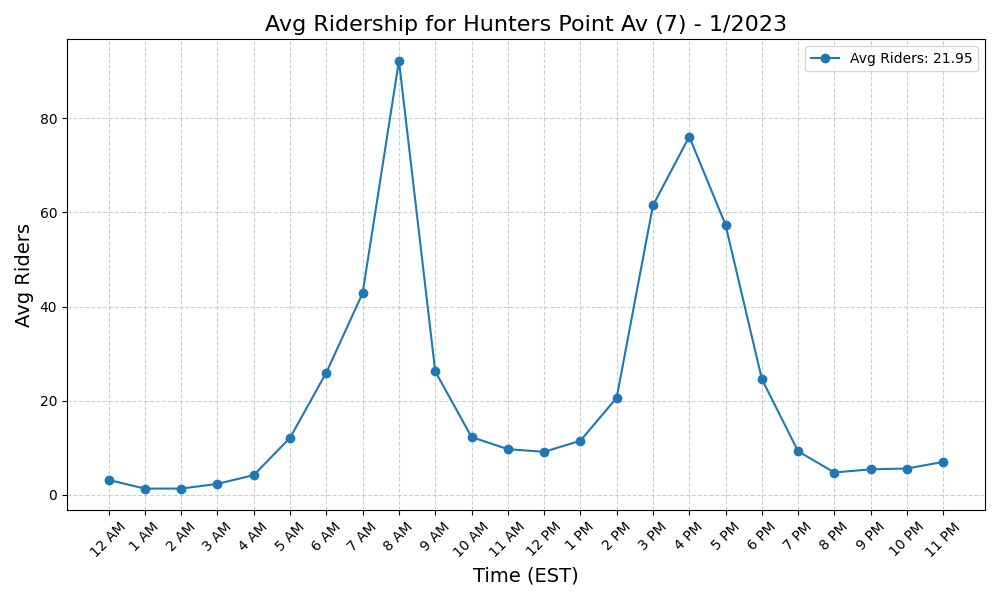 Avg Ridership for Hunters Point Av (7) - 1/2023
Avg Riders: 21.95
Avg Riders
80
60
40
20
0
12 AM
1 AM
2 AM
3 AM
4 AM
5 AM
6 AM
7 AM
8 AM
9 AM
10 AM
11 AM
12 PM
1 PM
2 PM
3 PM
4 PM
5 PM
6 PM
7 PM
8 PM
9 PM
10 PM
11 PM
Time (EST)